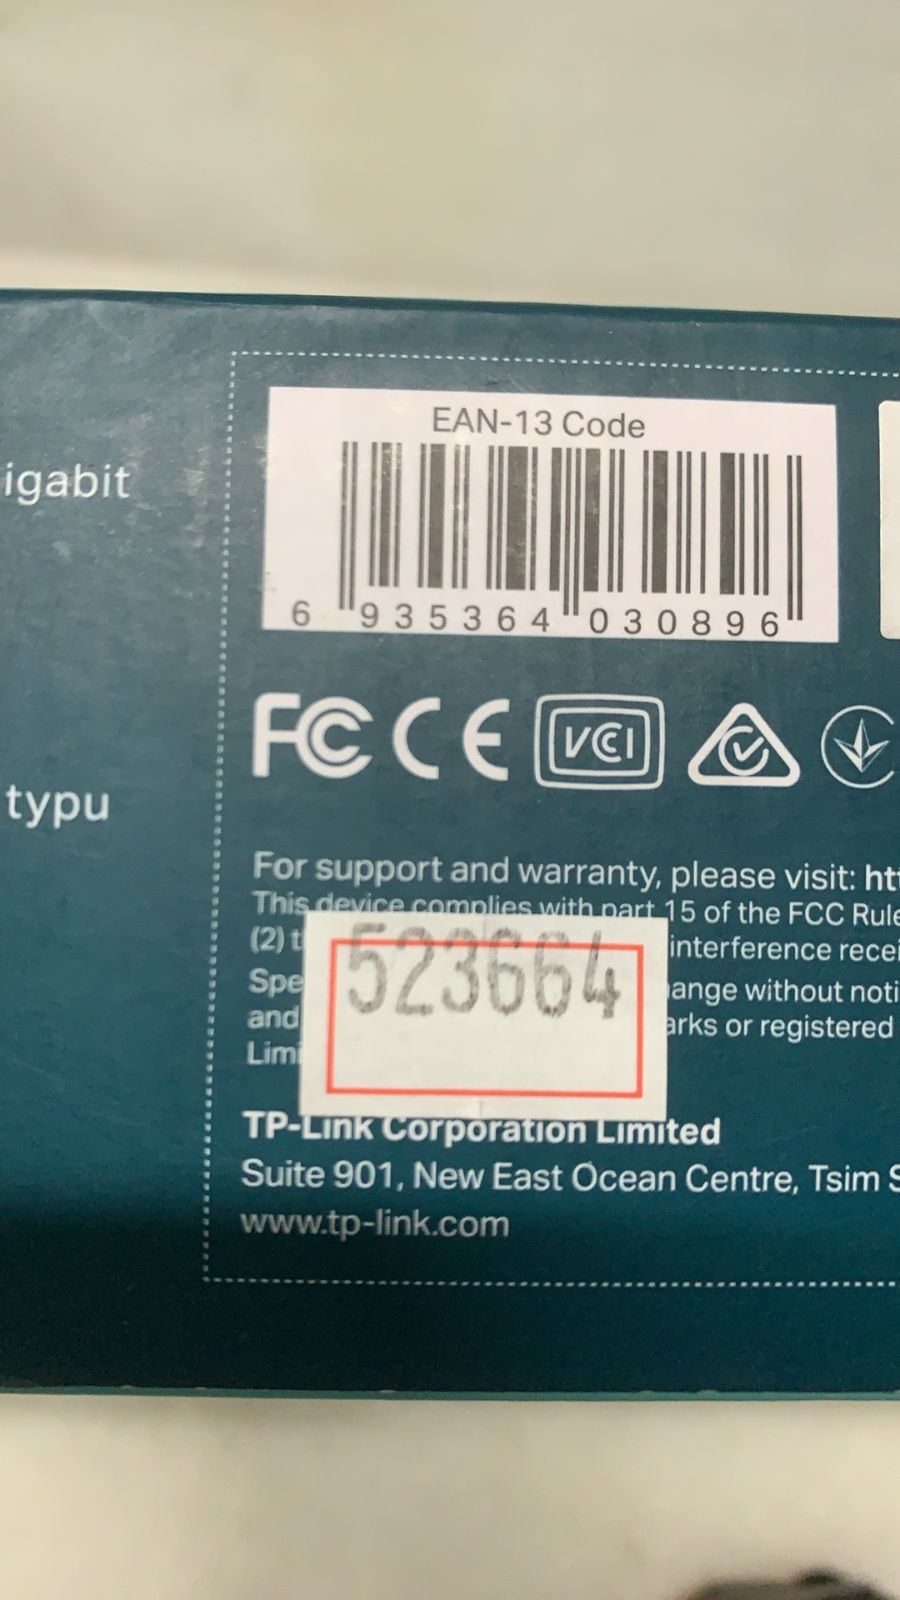 igabit
typu
EAN-13 Code
6 935364 030896
FC CE VCCI
For support and warranty, please visit: htt
This device complies with part 15 of the FCC Rule
(2) t interference recei
Spe ange without noti
and arks or registered
Limi
523664
TP-Link Corporation Limited
Suite 901, New East Ocean Centre, Tsim S
www.tp-link.com